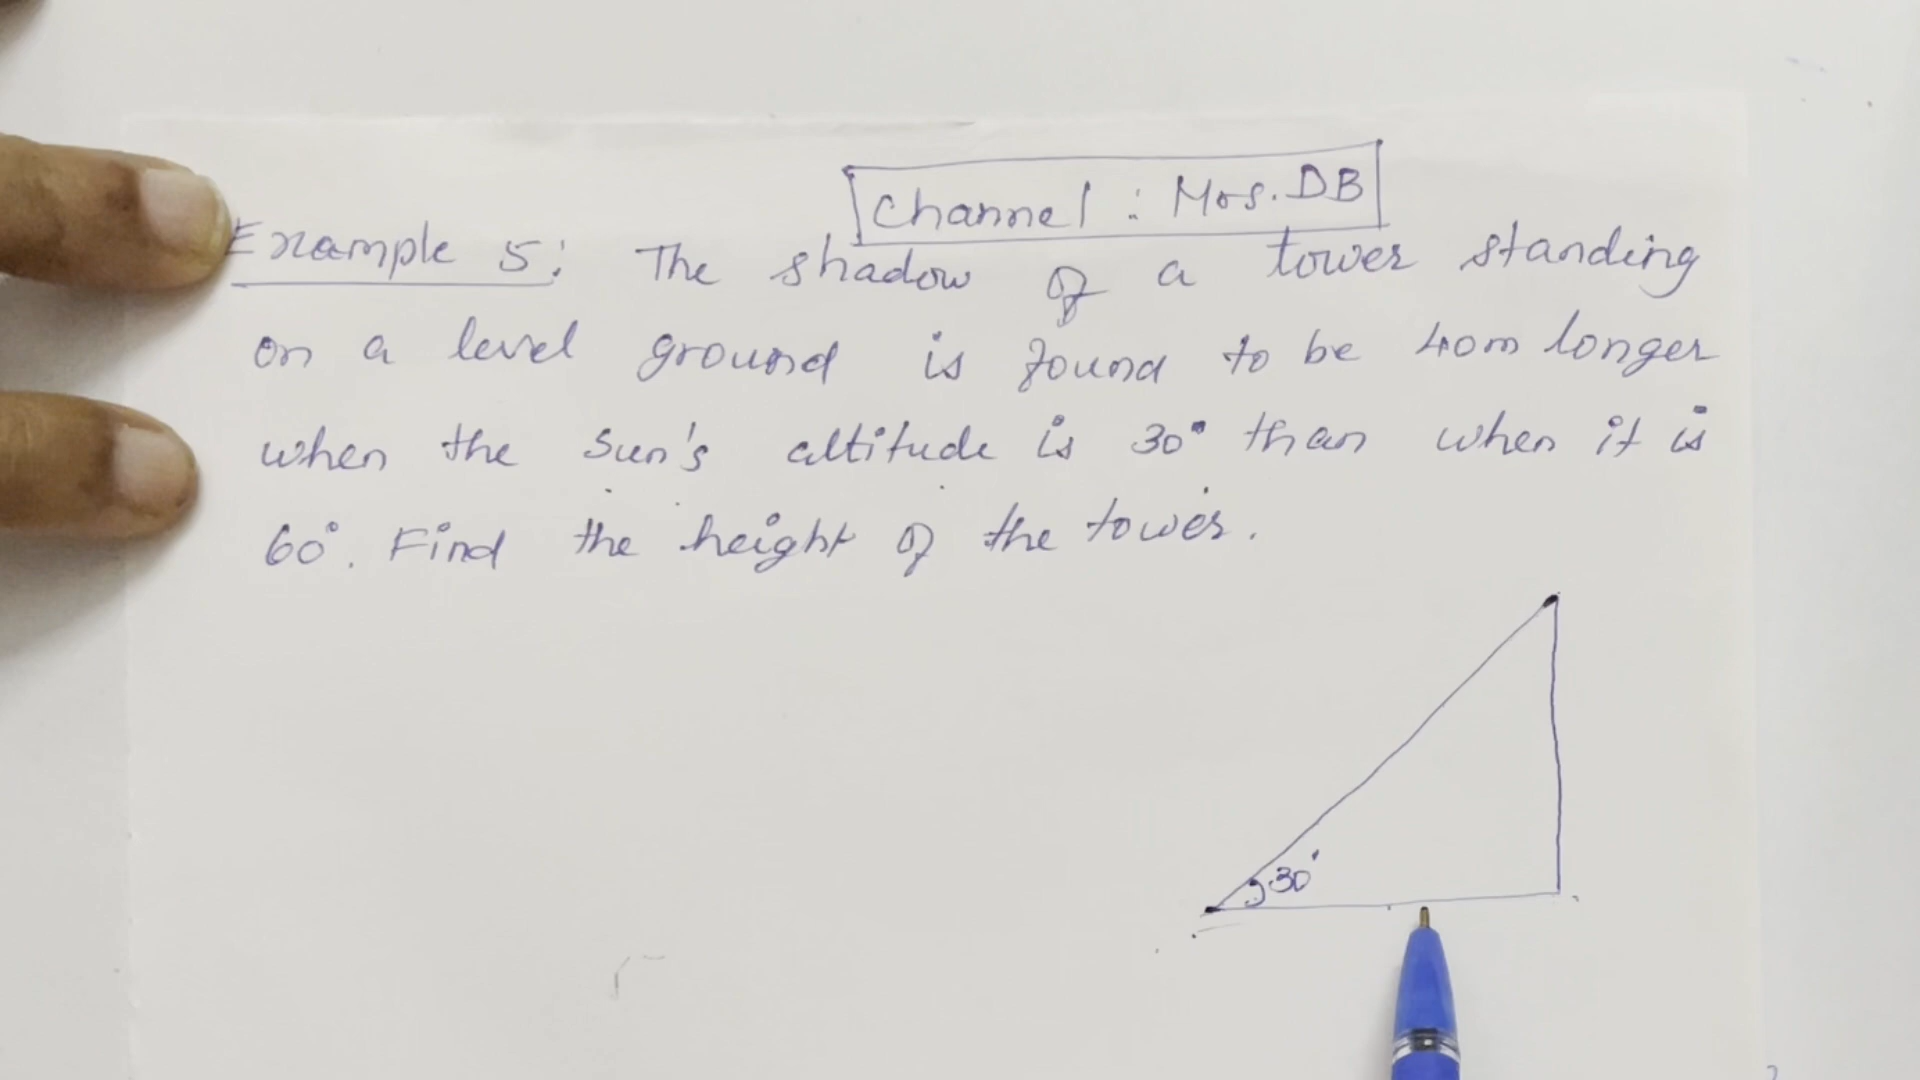 Channel : Mrs. DB
Example 5: The shadow of a tower standing
on a level ground is found to be 40m longer
when the Sun's altitude is 30° than when it is
60°. Find the height of the tower.
30°